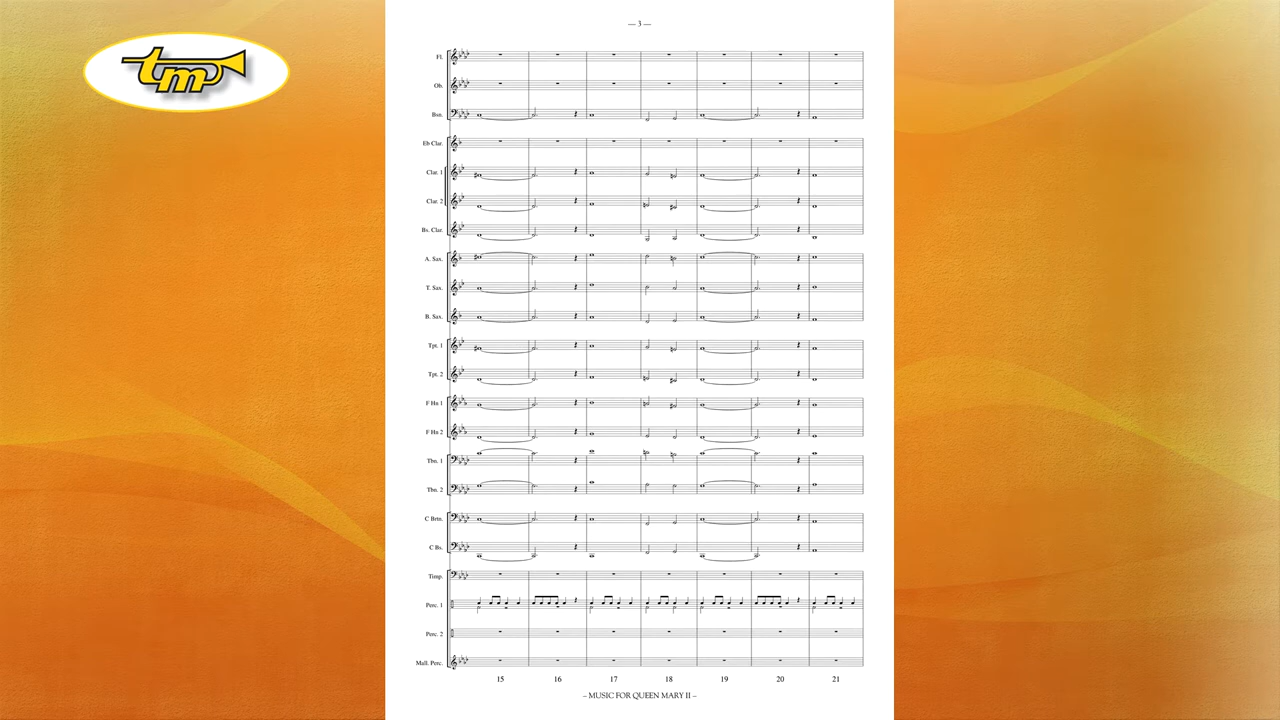 tm
— 3 —
Fl.
Ob.
Bsn.
Eb Clar.
Clar. 1
Clar. 2
Bs. Clar.
A. Sax.
T. Sax.
B. Sax.
Tpt. 1
Tpt. 2
F Hn 1
F Hn 2
Tbn. 1
Tbn. 2
C Brtn.
C Bs.
Timp.
Perc. 1
Perc. 2
Mall. Perc.
15 16 17 18 19 20 21
– MUSIC FOR QUEEN MARY II –